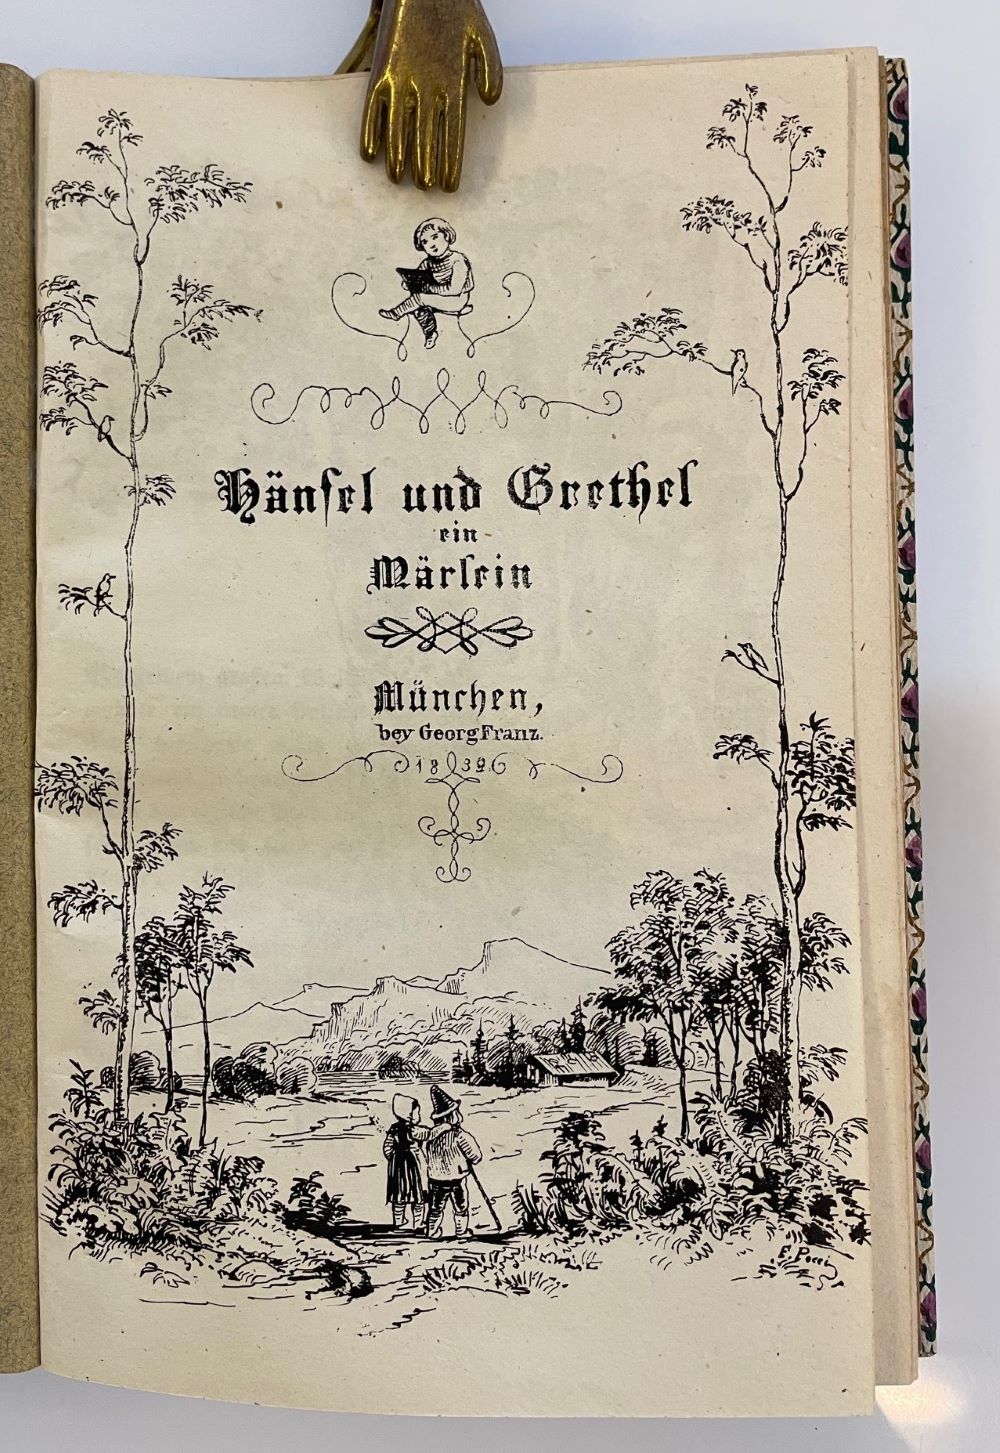 Hänsel und Grethel
ein
Märlein
München,
bey Georg Franz.
1839
F. Pocci